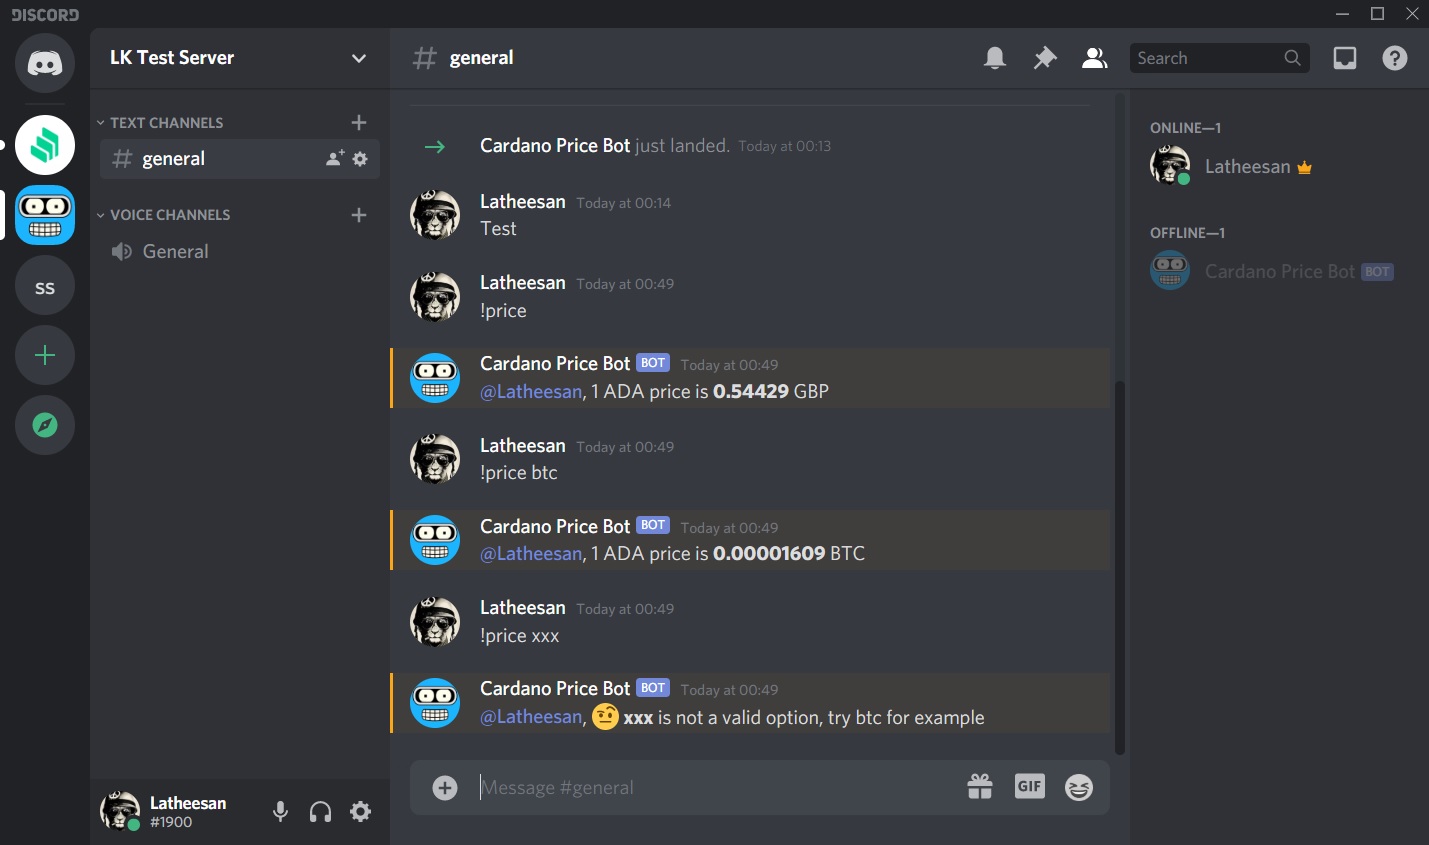 DISCORD
LK Test Server
TEXT CHANNELS
general
VOICE CHANNELS
General
SS
Latheesan
#1900
# general
Search
Cardano Price Bot just landed. Today at 00:13
Latheesan Today at 00:14
Test
Latheesan Today at 00:49
!price
Cardano Price Bot BOT Today at 00:49
@Latheesan, 1 ADA price is 0.54429 GBP
Latheesan Today at 00:49
!price btc
Cardano Price Bot BOT Today at 00:49
@Latheesan, 1 ADA price is 0.00001609 BTC
Latheesan Today at 00:49
!price xxx
Cardano Price Bot BOT Today at 00:49
@Latheesan, 🤨 xxx is not a valid option, try btc for example
Message #general
GIF
ONLINE—1
Latheesan
OFFLINE—1
Cardano Price Bot BOT